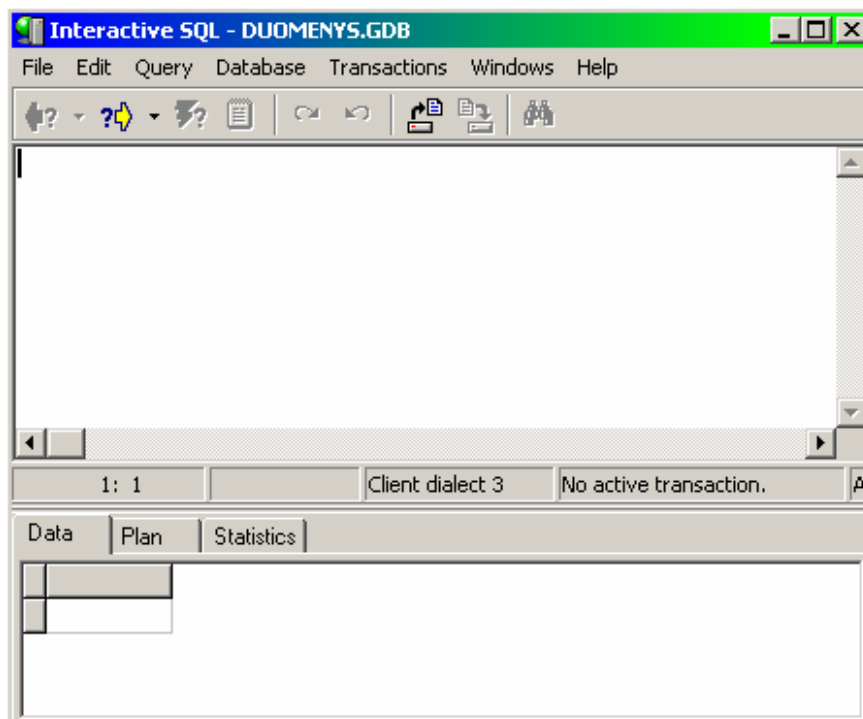 Interactive SQL - DUOMENYS.GDB
File Edit Query Database Transactions Windows Help
1: 1 Client dialect 3 No active transaction. A
Data Plan Statistics